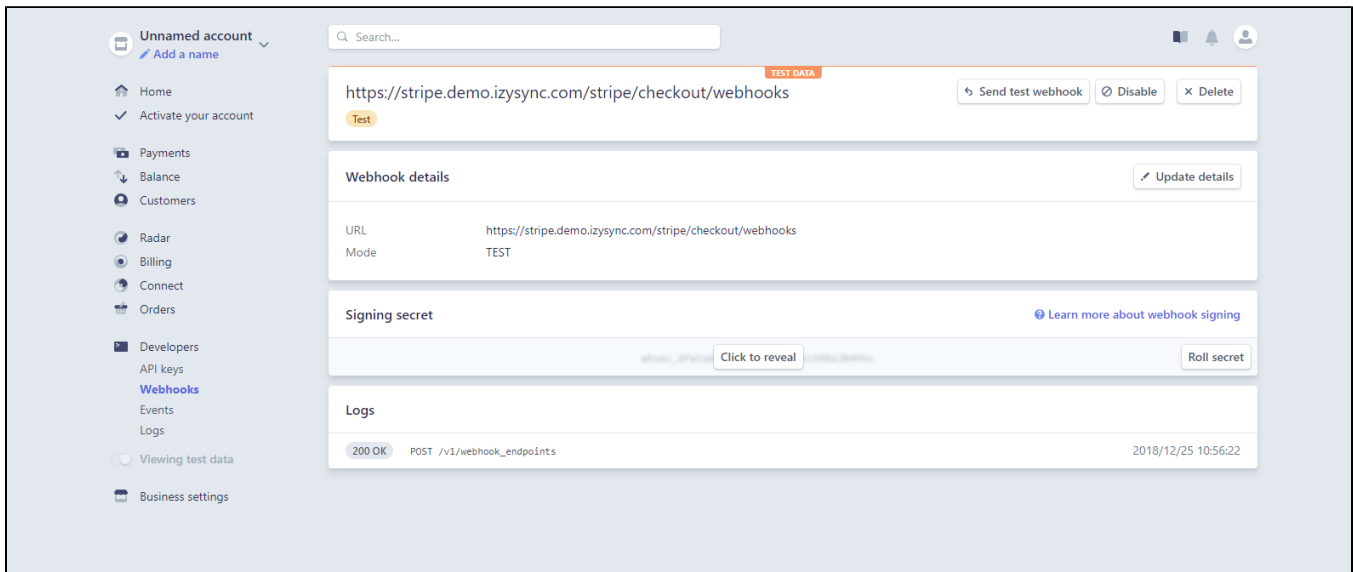 Unnamed account
Add a name
Search...
Home
Activate your account
Payments
Balance
Customers
Radar
Billing
Connect
Orders
Developers
API keys
Webhooks
Events
Logs
Viewing test data
Business settings
TEST DATA
https://stripe.demo.izysync.com/stripe/checkout/webhooks
Send test webhook Disable Delete
Test
Webhook details Update details
URL https://stripe.demo.izysync.com/stripe/checkout/webhooks
Mode TEST
Signing secret Learn more about webhook signing
Click to reveal Roll secret
Logs
200 OK POST /v1/webhook_endpoints 2018/12/25 10:56:22